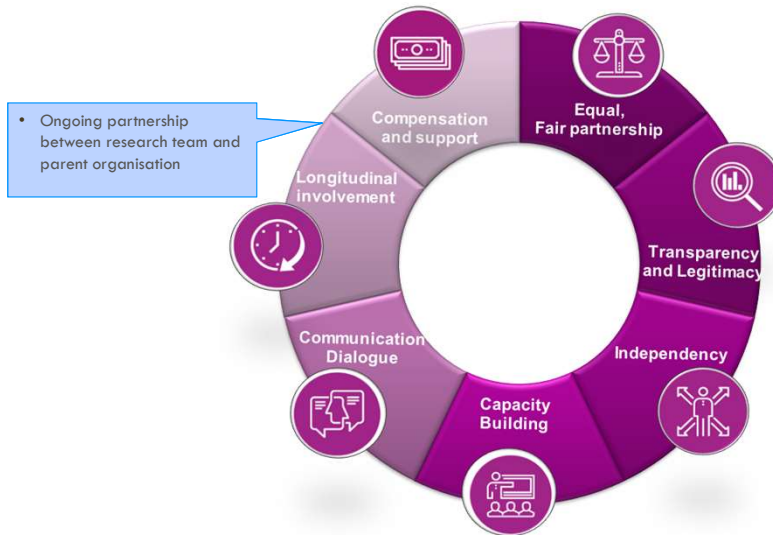 • Ongoing partnership
between research team and
parent organisation
Compensation
and support
Equal,
Fair partnership
Longitudinal
involvement
Transparency
and Legitimacy
Communication
Dialogue
Independency
Capacity
Building